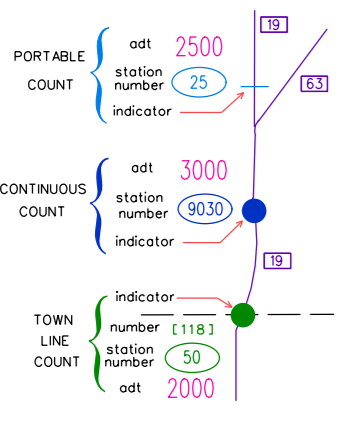 19
63
PORTABLE
COUNT
adt 2500
station
number 25
indicator
CONTINUOUS
COUNT
adt 3000
station
number 9030
indicator
19
TOWN
LINE
COUNT
indicator
number [118]
station
number 50
adt 2000